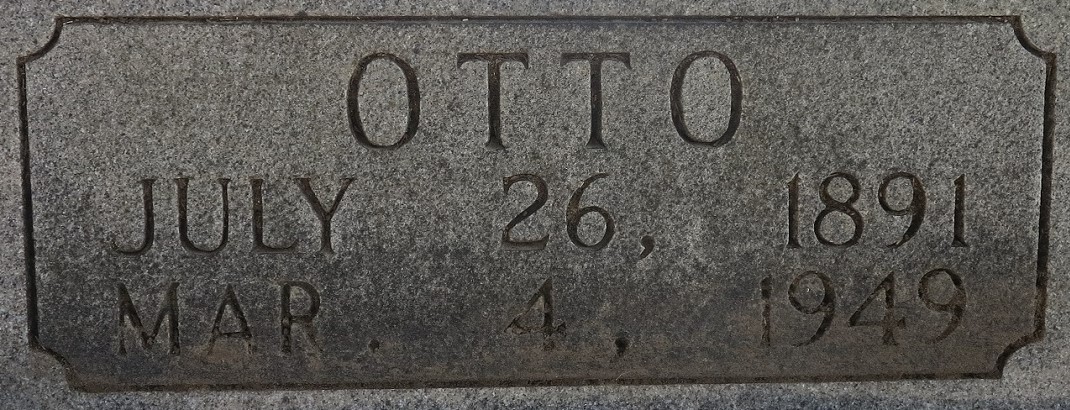 OTTO
JULY 26, 1891
MAR. 4, 1949